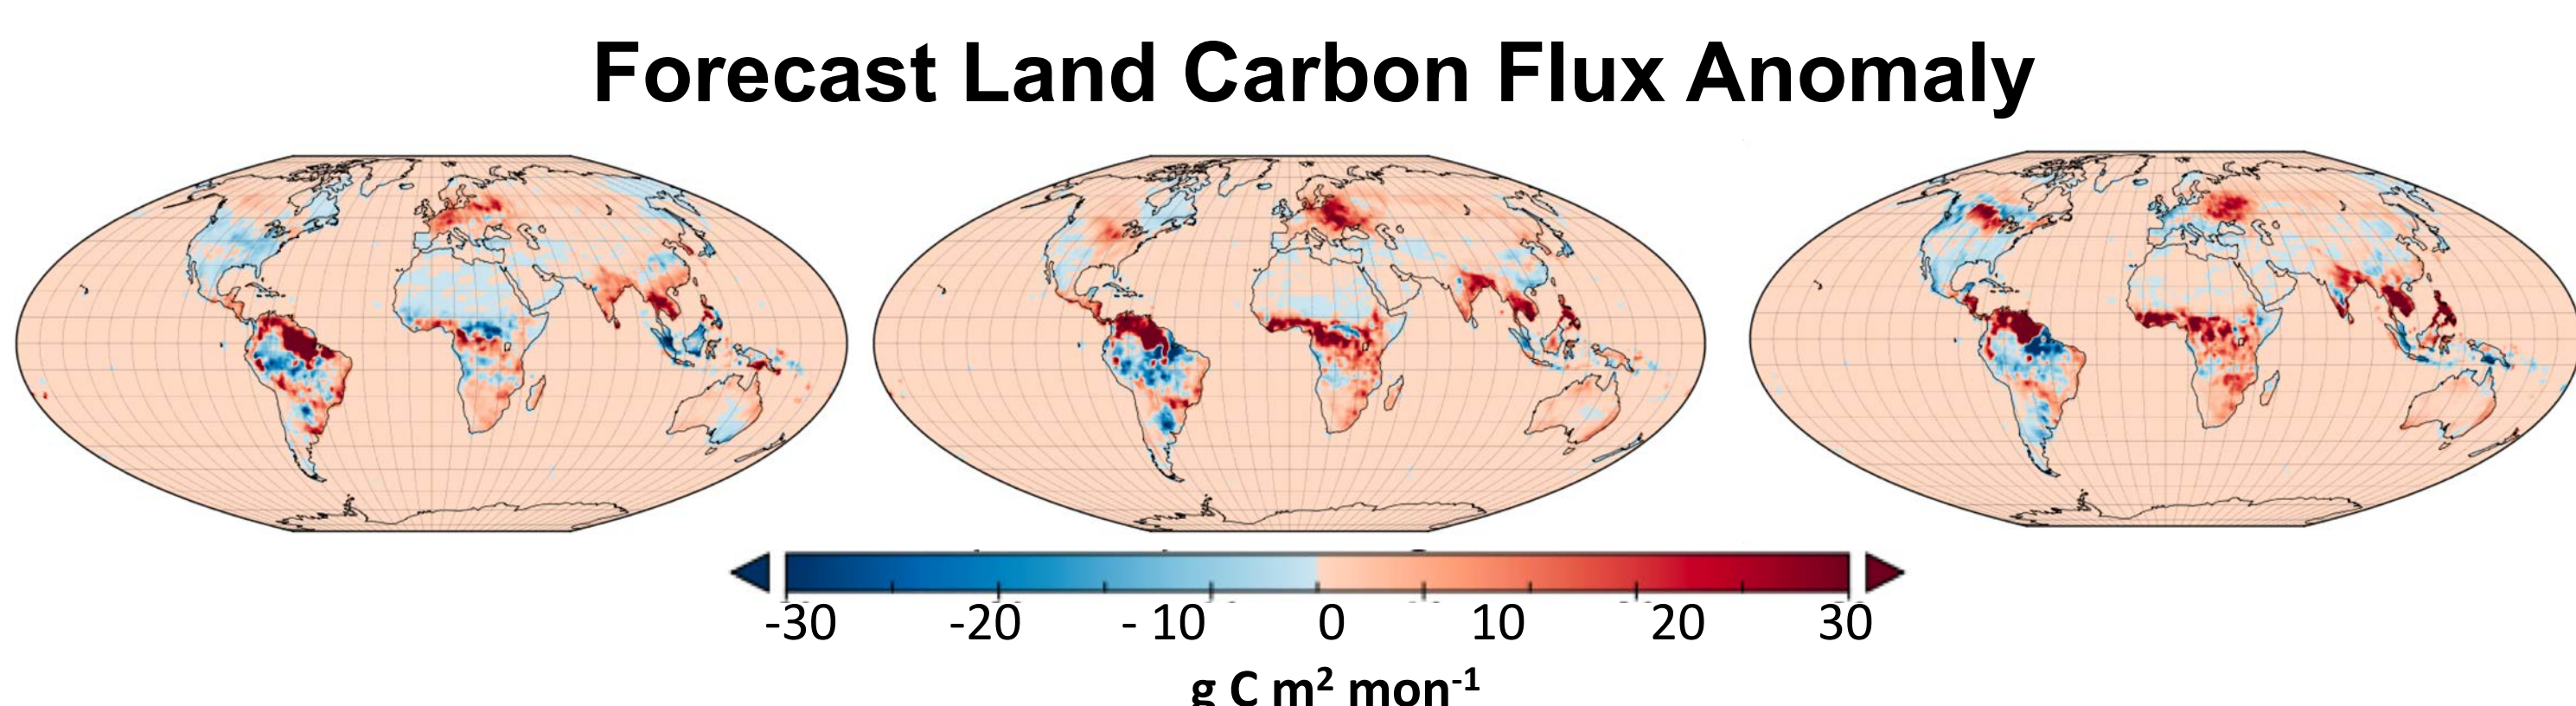 Forecast Land Carbon Flux Anomaly
-30 -20 - 10 0 10 20 30
g C m² mon⁻¹